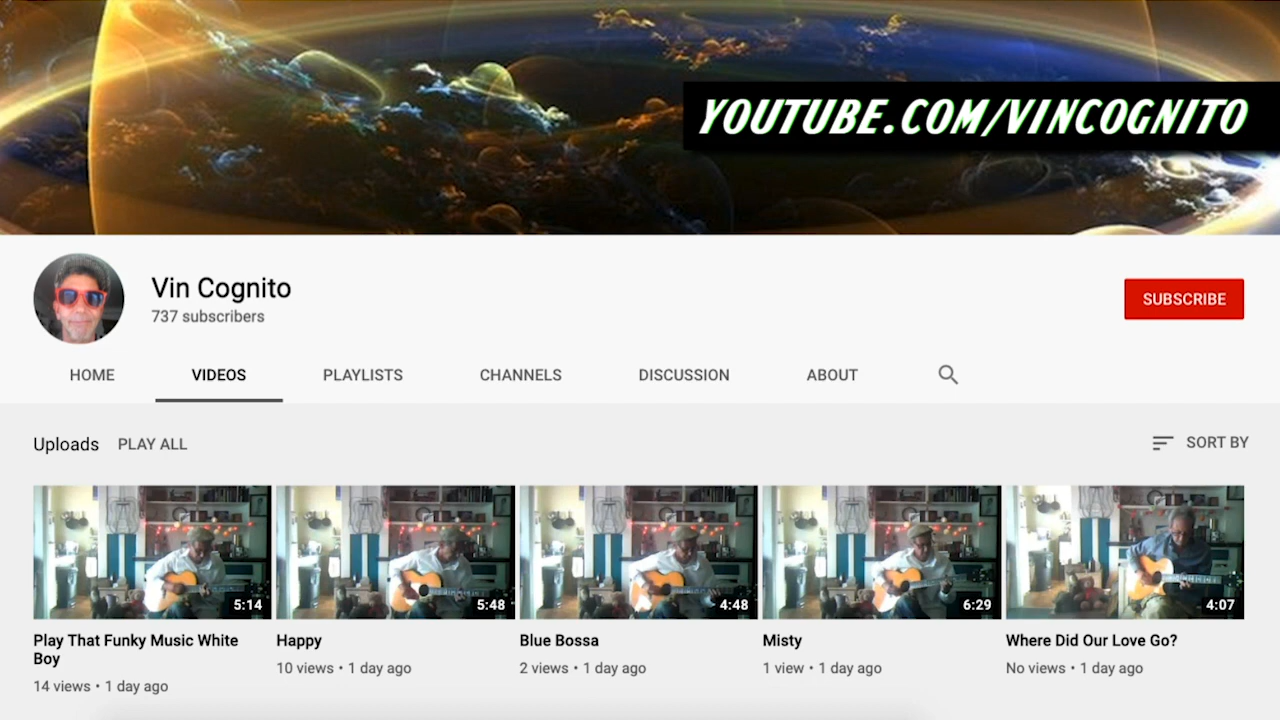 YOUTUBE.COM/VINCOGNITO
Vin Cognito
737 subscribers
SUBSCRIBE
HOME
VIDEOS
PLAYLISTS
CHANNELS
DISCUSSION
ABOUT
Uploads
PLAY ALL
SORT BY
5:14
Play That Funky Music White
Boy
14 views • 1 day ago
5:48
Happy
10 views • 1 day ago
4:48
Blue Bossa
2 views • 1 day ago
6:29
Misty
1 view • 1 day ago
4:07
Where Did Our Love Go?
No views • 1 day ago